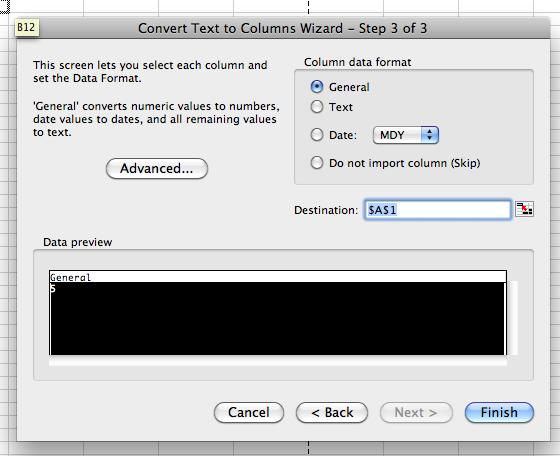 B12
Convert Text to Columns Wizard – Step 3 of 3
This screen lets you select each column and
set the Data Format.
'General' converts numeric values to numbers,
date values to dates, and all remaining values
to text.
Advanced...
Column data format
General
Text
Date: MDY
Do not import column (Skip)
Destination: $A$1
Data preview
General
5
Cancel
< Back
Next >
Finish